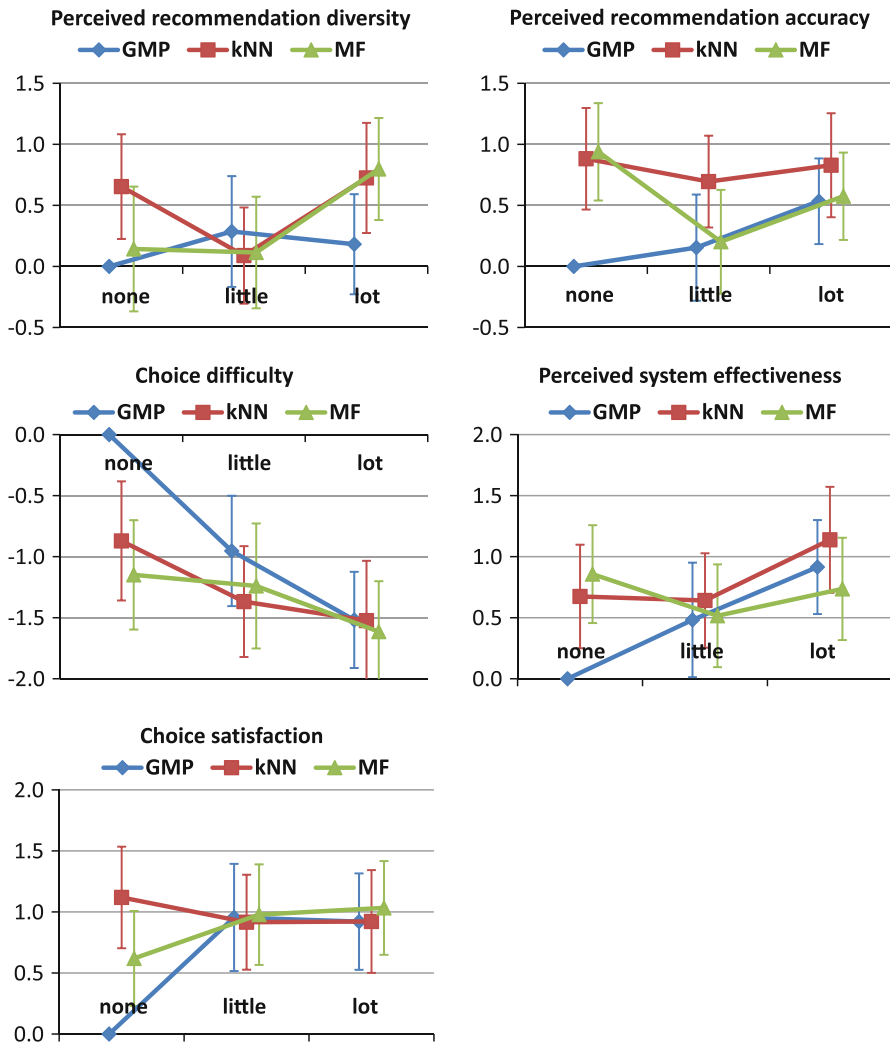 Perceived recommendation diversity
GMP kNN MF
1.5
1.0
0.5
0.0
none little lot
-0.5
Perceived recommendation accuracy
GMP kNN MF
1.5
1.0
0.5
0.0
none little lot
-0.5
Choice difficulty
GMP kNN MF
0.0
none little lot
-0.5
-1.0
-1.5
-2.0
Perceived system effectiveness
GMP kNN MF
2.0
1.5
1.0
0.5
none little lot
0.0
Choice satisfaction
GMP kNN MF
2.0
1.5
1.0
0.5
none little lot
0.0